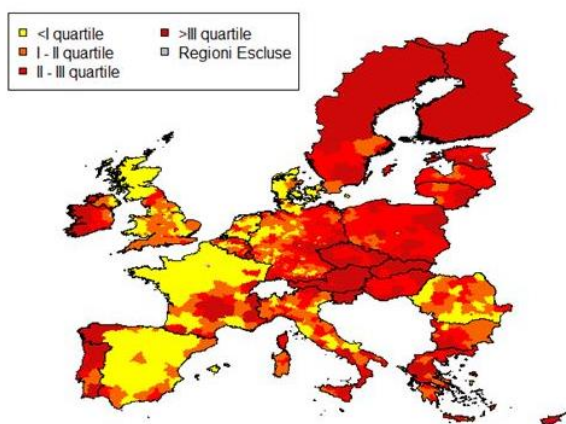 <I quartile
I - II quartile
II - III quartile
>III quartile
Regioni Escluse